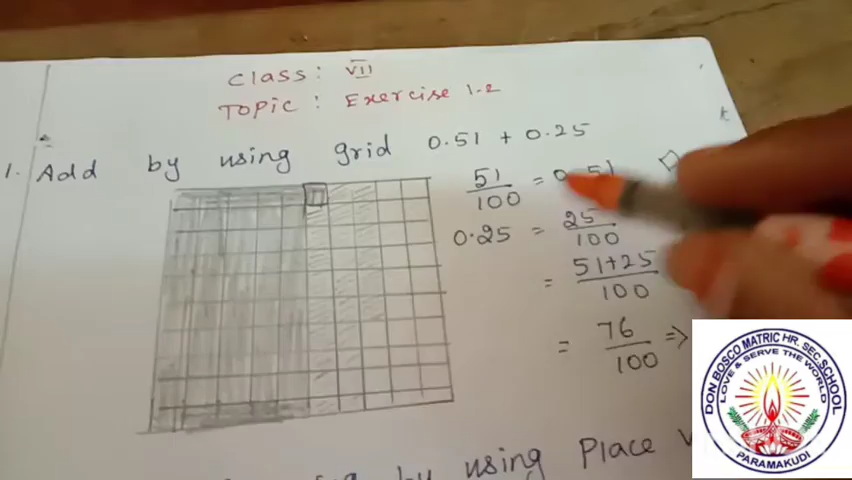 Class: VII
Topic: Exercise 1.2
1. Add by using grid 0.51 + 0.25
51/100 = 0.51
0.25 = 25/100
= 51+25/100
= 76/100 ⇒
by using Place
DON BOSCO MATRIC HR. SEC. SCHOOL
LOVE & SERVE THE WORLD
PARAMAKUDI